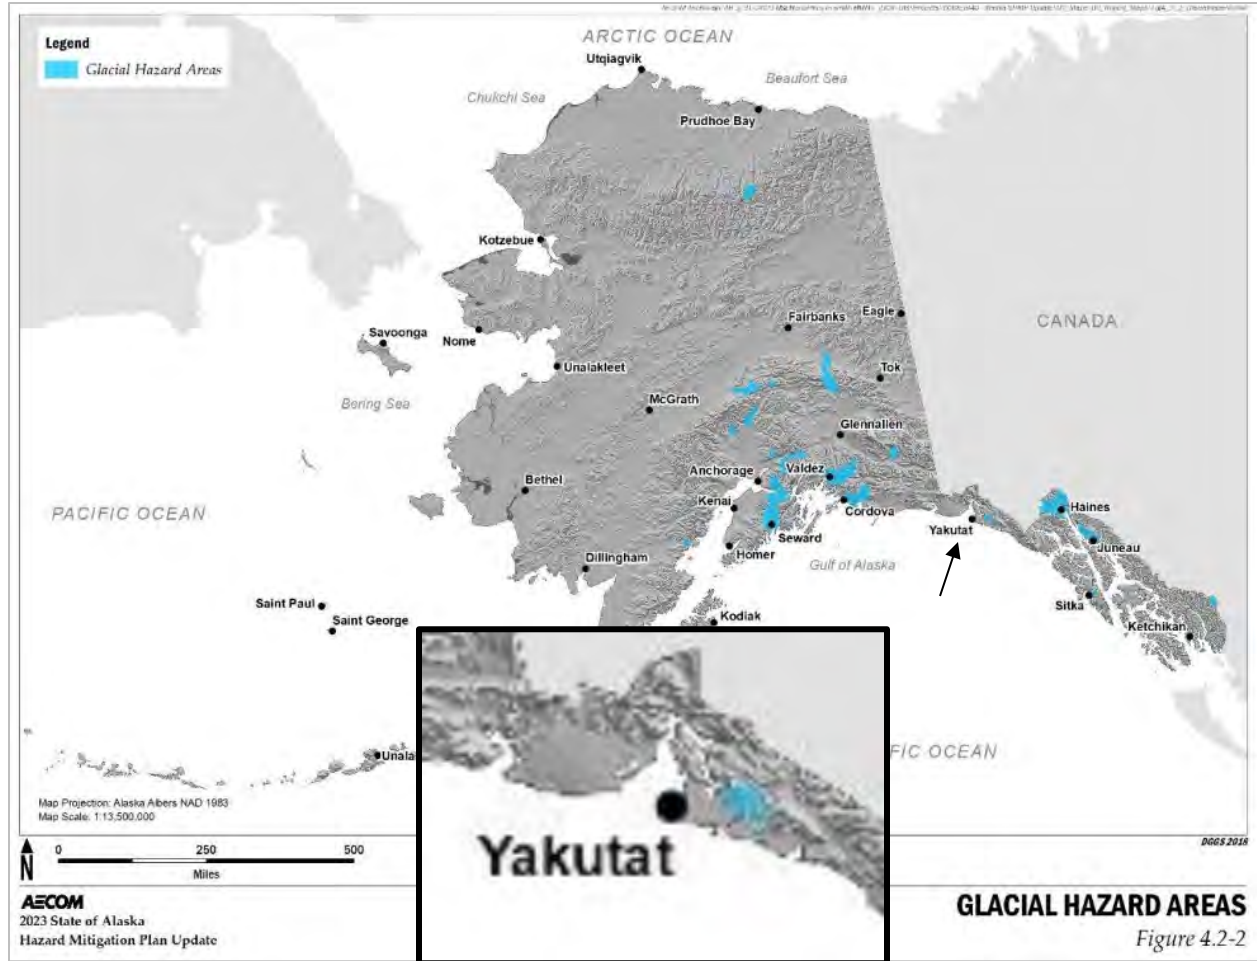 Legend
Glacial Hazard Areas
ARCTIC OCEAN
Utqiagvik
Beaufort Sea
Chukchi Sea
Prudhoe Bay
Kotzebue
Fairbanks
Eagle
CANADA
Savoonga
Nome
Unalakleet
Tok
Bering Sea
McGrath
Glennallen
Anchorage
Valdez
Bethel
Kenai
Cordova
Haines
PACIFIC OCEAN
Yakutat
Seward
Homer
Juneau
Gulf of Alaska
Dillingham
Saint Paul
Sitka
Saint George
Kodiak
Ketchikan
Yakutat
FIC OCEAN
Unala
Map Projection: Alaska Albers NAD 1983
Map Scale: 1:13,500,000
DGGS 2018
N
0 250 500
Miles
AECOM
2023 State of Alaska
Hazard Mitigation Plan Update
GLACIAL HAZARD AREAS
Figure 4.2-2